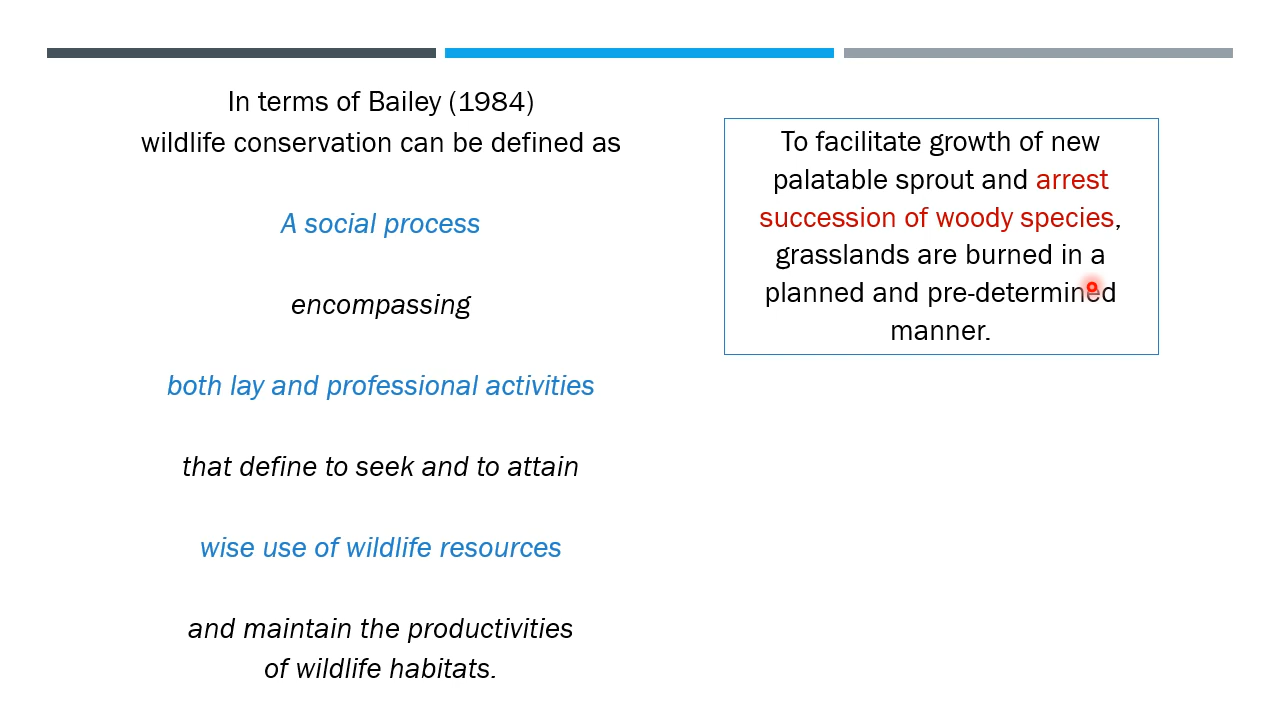 In terms of Bailey (1984)
wildlife conservation can be defined as
A social process
encompassing
both lay and professional activities
that define to seek and to attain
wise use of wildlife resources
and maintain the productivities
of wildlife habitats.
To facilitate growth of new
palatable sprout and arrest
succession of woody species,
grasslands are burned in a
planned and pre-determined
manner.